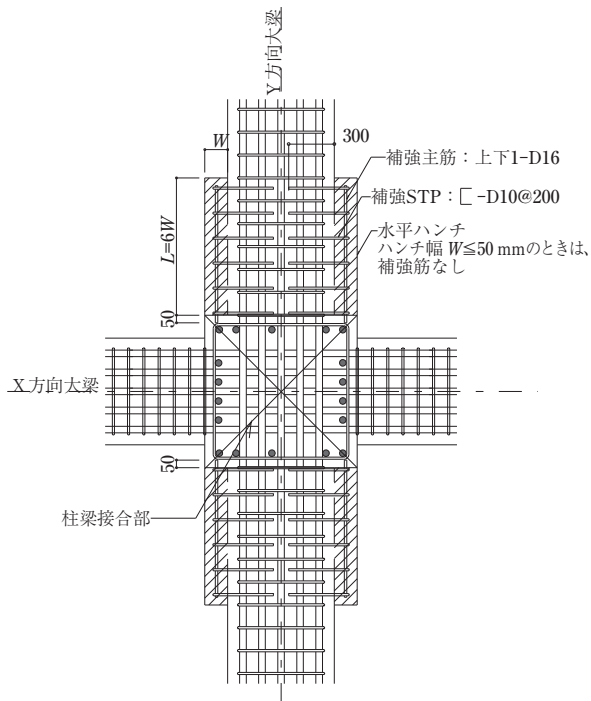 Y方向大梁
W
300
補強主筋：上下1-D16
補強STP：［ -D10@200
水平ハンチ
ハンチ幅 W≦50 mmのときは、
補強筋なし
L=6W
50
X方向大梁
50
柱梁接合部